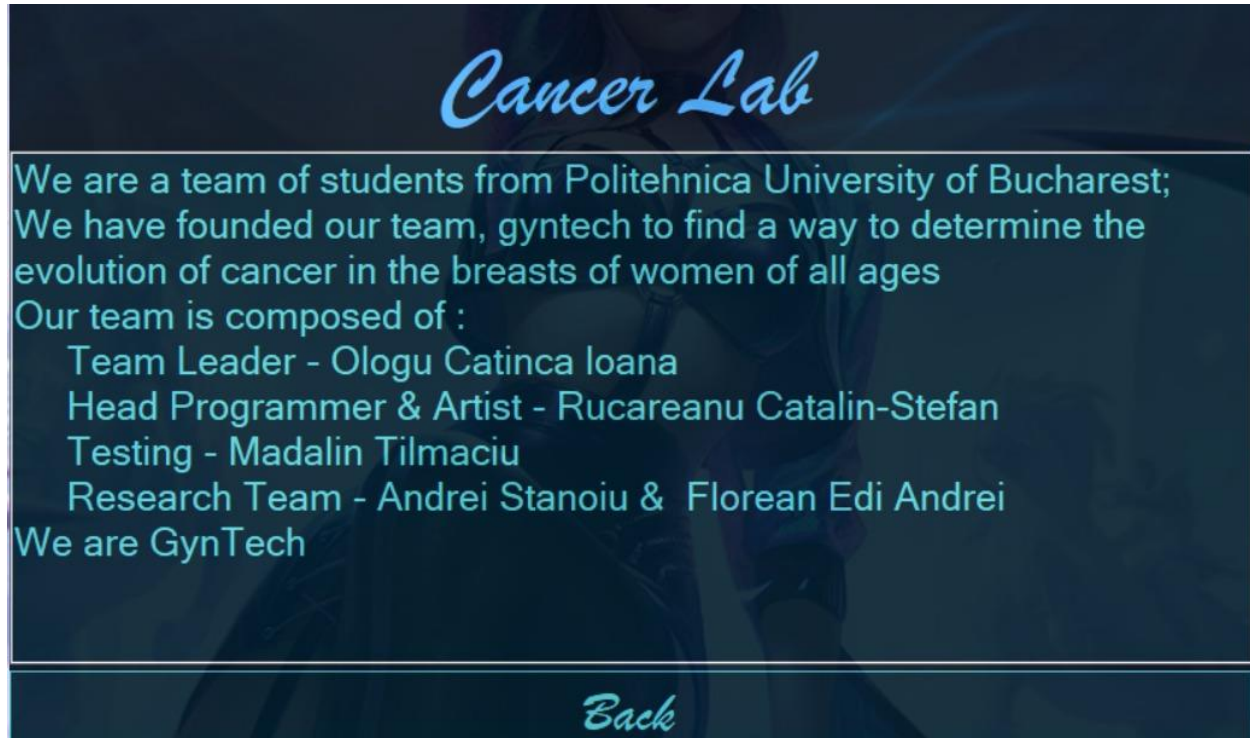 Cancer Lab
We are a team of students from Politehnica University of Bucharest;
We have founded our team, gyntech to find a way to determine the
evolution of cancer in the breasts of women of all ages
Our team is composed of :
Team Leader - Ologu Catinca Ioana
Head Programmer & Artist - Rucareanu Catalin-Stefan
Testing - Madalin Tilmaciu
Research Team - Andrei Stanoiu &  Florean Edi Andrei
We are GynTech
Back